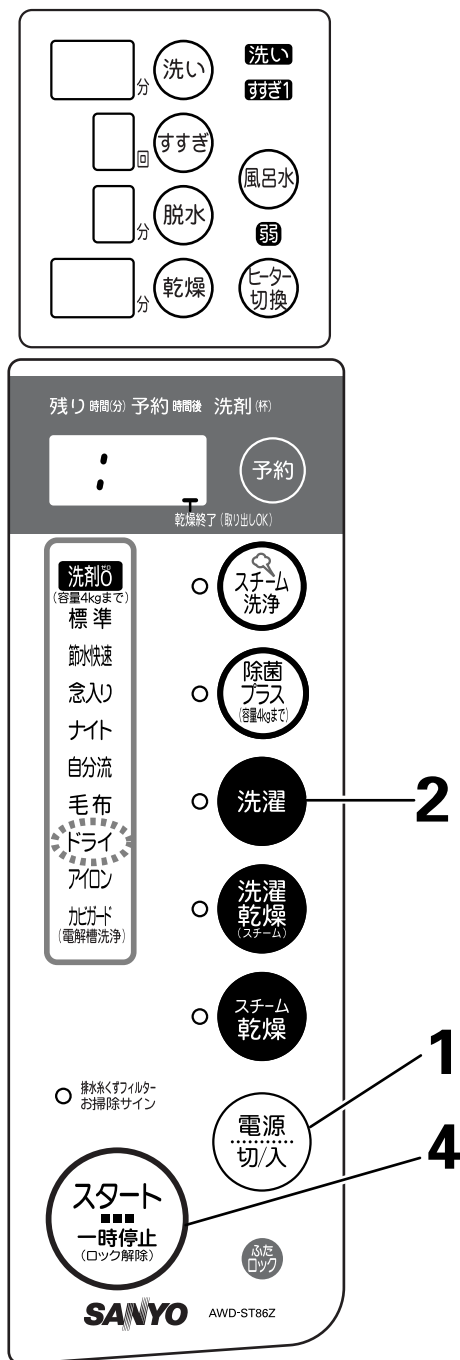 分
洗い
洗い
すすぎ1
回
すすぎ
風呂水
分
脱水
弱
分
乾燥
ヒーター
切換
残り時間(分) 予約時間後 洗剤(杯)
:
予約
乾燥終了(取り出しOK)
洗剤0
(容量4kgまで)
標準
節水快速
念入り
ナイト
自分流
毛布
ドライ
アイロン
カビガード
(電解槽洗浄)
スチーム
洗浄
除菌
プラス
(容量4kgまで)
洗濯
2
洗濯
乾燥
(スチーム)
スチーム
乾燥
1
排水糸くずフィルター
お掃除サイン
電源
切/入
4
スタート
一時停止
(ロック解除)
ふた
ロック
SANYO AWD-ST86Z